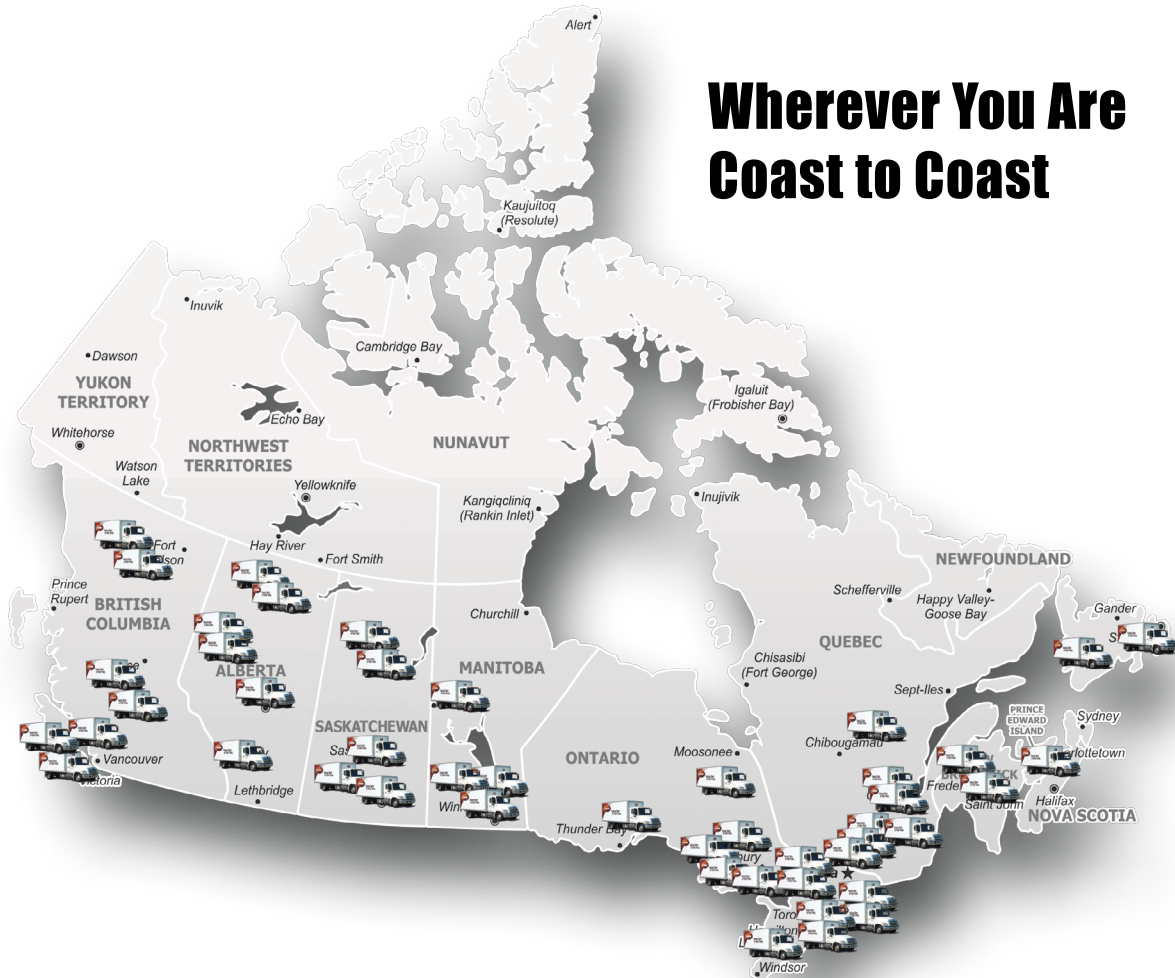 Alert
Wherever You Are
Coast to Coast
Kaujuitoq
(Resolute)
Inuvik
Cambridge Bay
Dawson
YUKON
TERRITORY
Igaluit
(Frobisher Bay)
Echo Bay
Whitehorse
NORTHWEST
TERRITORIES
NUNAVUT
Watson
Lake
Yellowknife
Kangiqcliniq
(Rankin Inlet)
Inujivik
Fort
Hay River
Fort Smith
NEWFOUNDLAND
Prince
Rupert
Schefferville
Happy Valley-
Goose Bay
BRITISH
COLUMBIA
Churchill
Gander
QUEBEC
ALBERTA
MANITOBA
Chisasibi
(Fort George)
Sept-Iles
PRINCE
EDWARD
ISLAND
Sydney
SASKATCHEWAN
Moosonee
Chibougamau
ONTARIO
Vancouver
Lethbridge
Saint John
Halifax
NOVA SCOTIA
Thunder Bay
Windsor